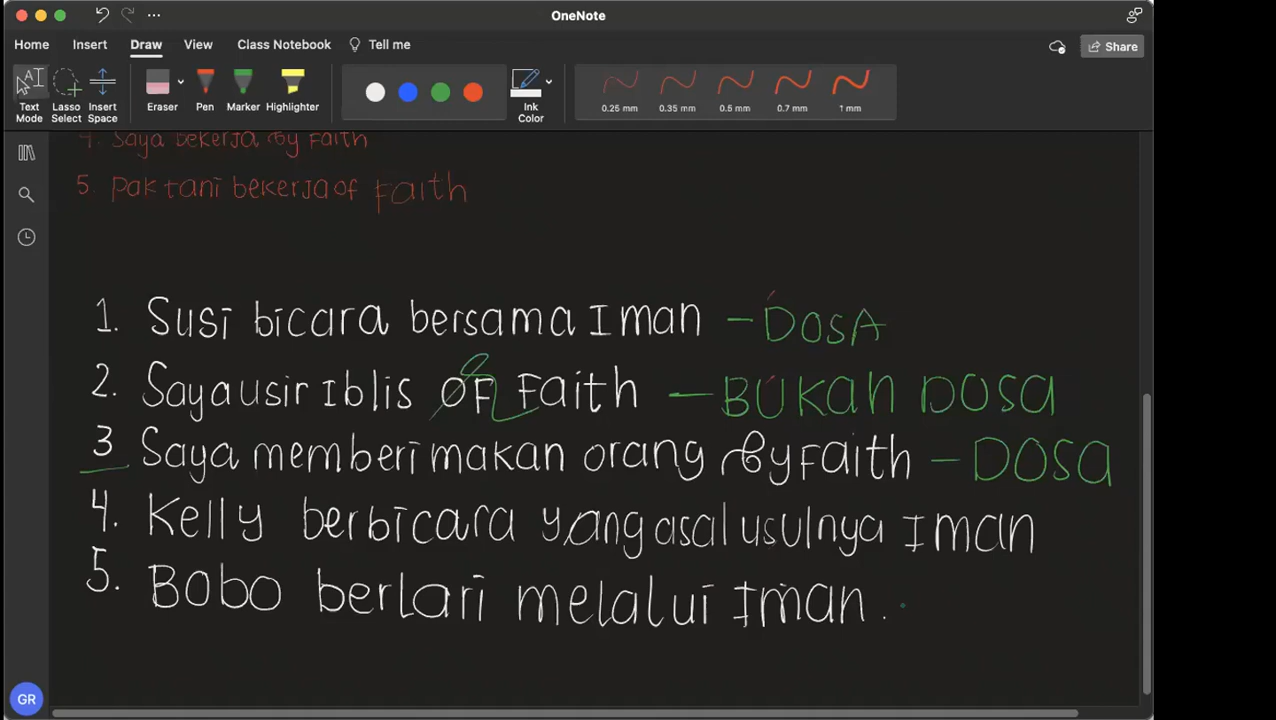 OneNote
Home Insert Draw View Class Notebook Tell me Share
Text Mode Lasso Select Insert Space Eraser Pen Marker Highlighter Ink Color 0.25 mm 0.35 mm 0.5 mm 0.7 mm 1 mm
4. Saya bekerja By Faith
5. pak tani bekerja of Faith
1. Susi bicara bersama Iman - DOSA
2. Saya usir Iblis OF Faith - BUKAN DOSA
3 Saya memberi makan orang By Faith - DOSA
4. Kelly berbicara yang asal usulnya Iman
5. Bobo berlari melalui Iman .
GR